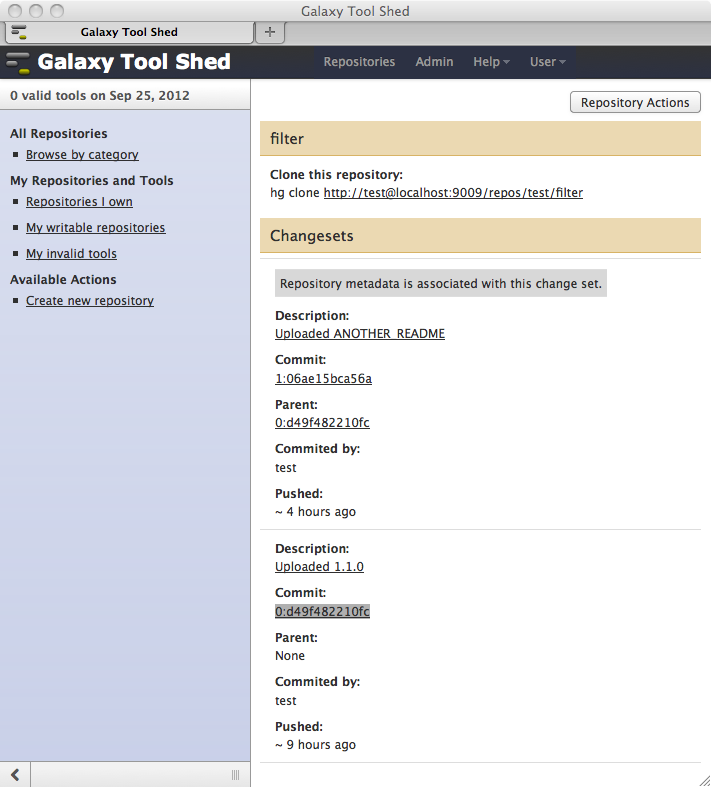 Galaxy Tool Shed
Galaxy Tool Shed
+
Galaxy Tool Shed
Repositories Admin Help User
0 valid tools on Sep 25, 2012
All Repositories
Browse by category
My Repositories and Tools
Repositories I own
My writable repositories
My invalid tools
Available Actions
Create new repository
Repository Actions
filter
Clone this repository:
hg clone http://test@localhost:9009/repos/test/filter
Changesets
Repository metadata is associated with this change set.
Description:
Uploaded ANOTHER_README
Commit:
1:06ae15bca56a
Parent:
0:d49f482210fc
Commited by:
test
Pushed:
~ 4 hours ago
Description:
Uploaded 1.1.0
Commit:
0:d49f482210fc
Parent:
None
Commited by:
test
Pushed:
~ 9 hours ago